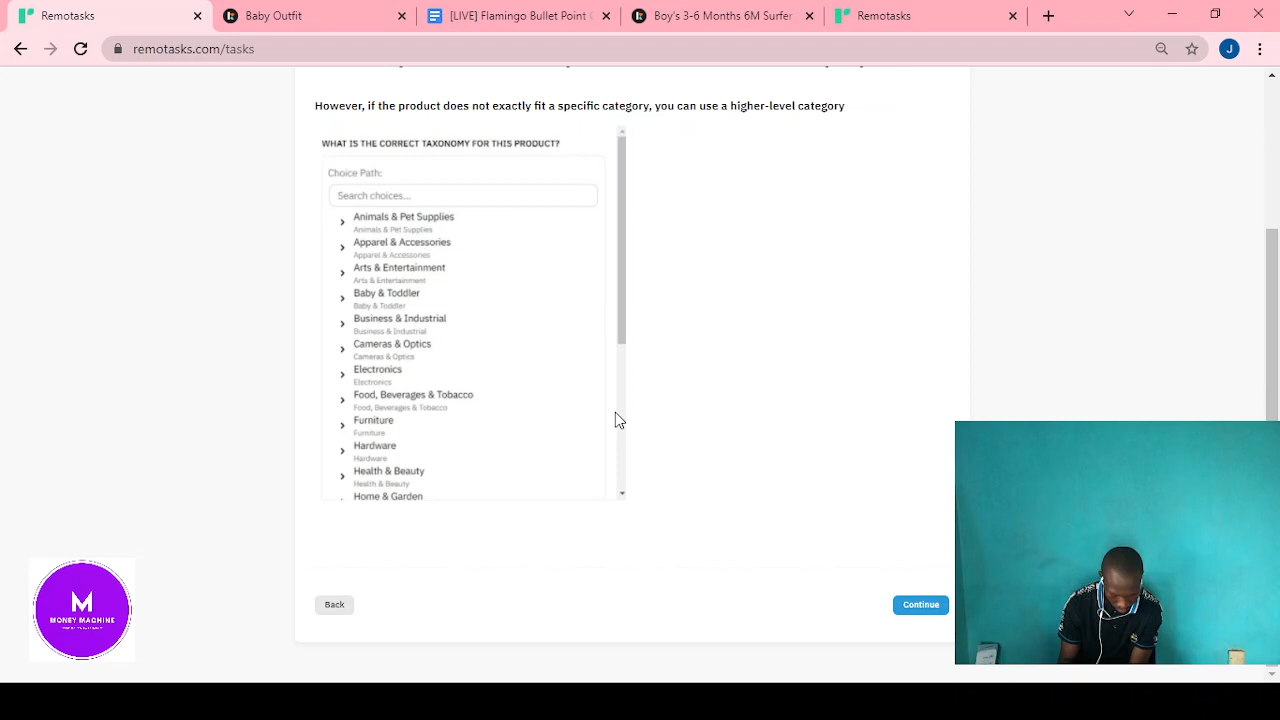 Remotasks
Baby Outfit
[LIVE] Flamingo Bullet Point
Boy's 3-6 Months 6M Surfer
Remotasks
remotasks.com/tasks
J
However, if the product does not exactly fit a specific category, you can use a higher-level category
WHAT IS THE CORRECT TAXONOMY FOR THIS PRODUCT?
Choice Path:
Search choices...
Animals & Pet Supplies
Animals & Pet Supplies
Apparel & Accessories
Apparel & Accessories
Arts & Entertainment
Arts & Entertainment
Baby & Toddler
Baby & Toddler
Business & Industrial
Business & Industrial
Cameras & Optics
Cameras & Optics
Electronics
Electronics
Food, Beverages & Tobacco
Food, Beverages & Tobacco
Furniture
Furniture
Hardware
Hardware
Health & Beauty
Health & Beauty
Home & Garden
Back
Continue
M
MONEY MACHINE